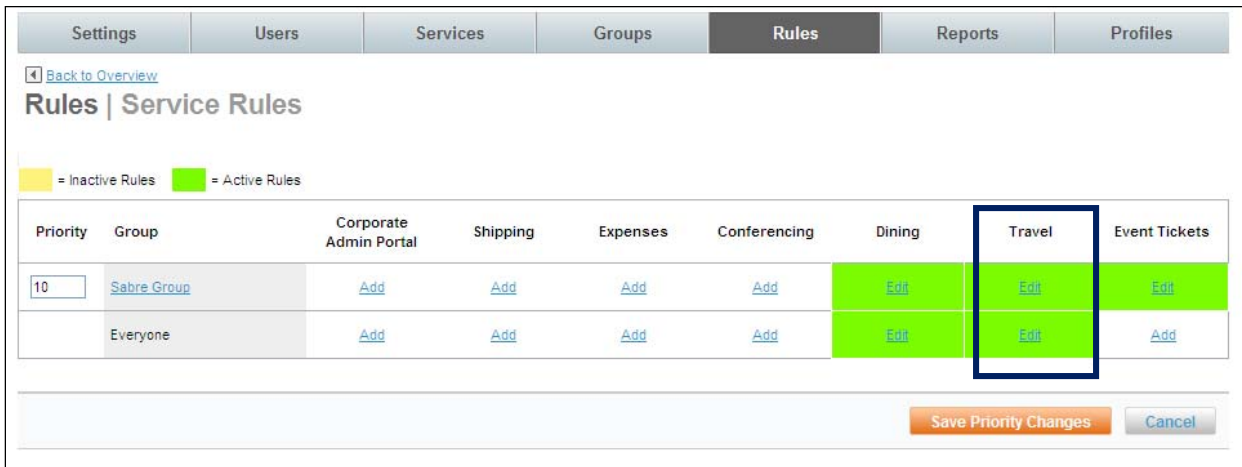 Settings Users Services Groups Rules Reports Profiles
Back to Overview
Rules | Service Rules
= Inactive Rules = Active Rules
Priority Group Corporate Admin Portal Shipping Expenses Conferencing Dining Travel Event Tickets
10 Sabre Group Add Add Add Add Edit Edit Edit
Everyone Add Add Add Add Edit Edit Add
Save Priority Changes Cancel